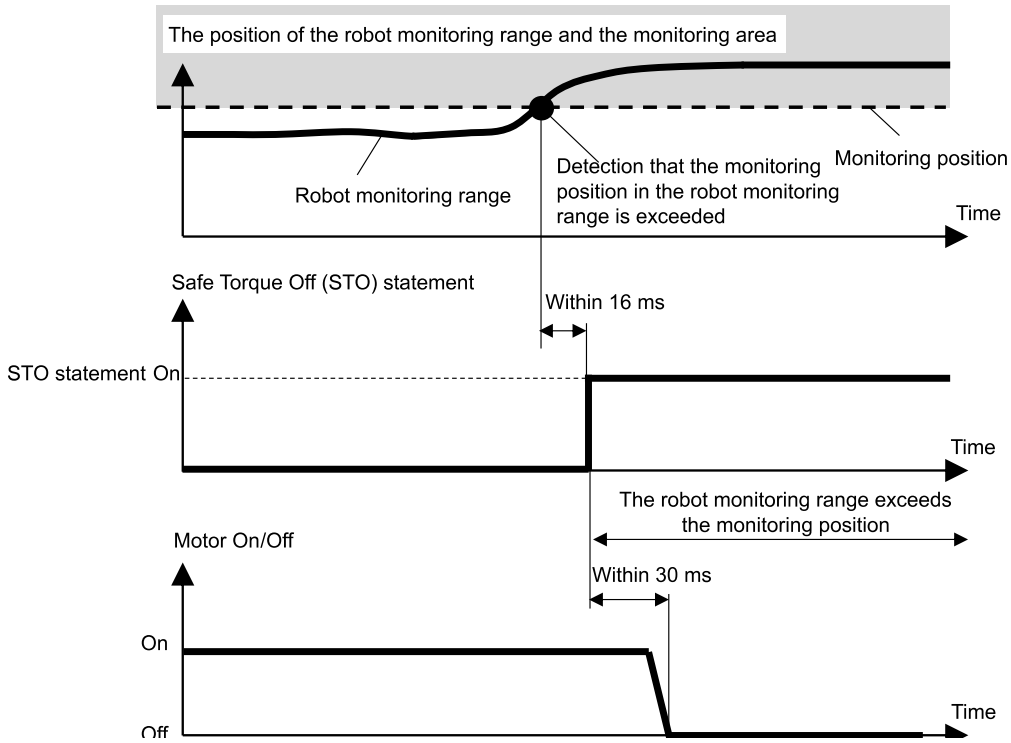 The position of the robot monitoring range and the monitoring area
Monitoring position
Detection that the monitoring
position in the robot monitoring
range is exceeded
Robot monitoring range
Time
Safe Torque Off (STO) statement
Within 16 ms
STO statement On
Time
The robot monitoring range exceeds
the monitoring position
Motor On/Off
Within 30 ms
On
Time
Off